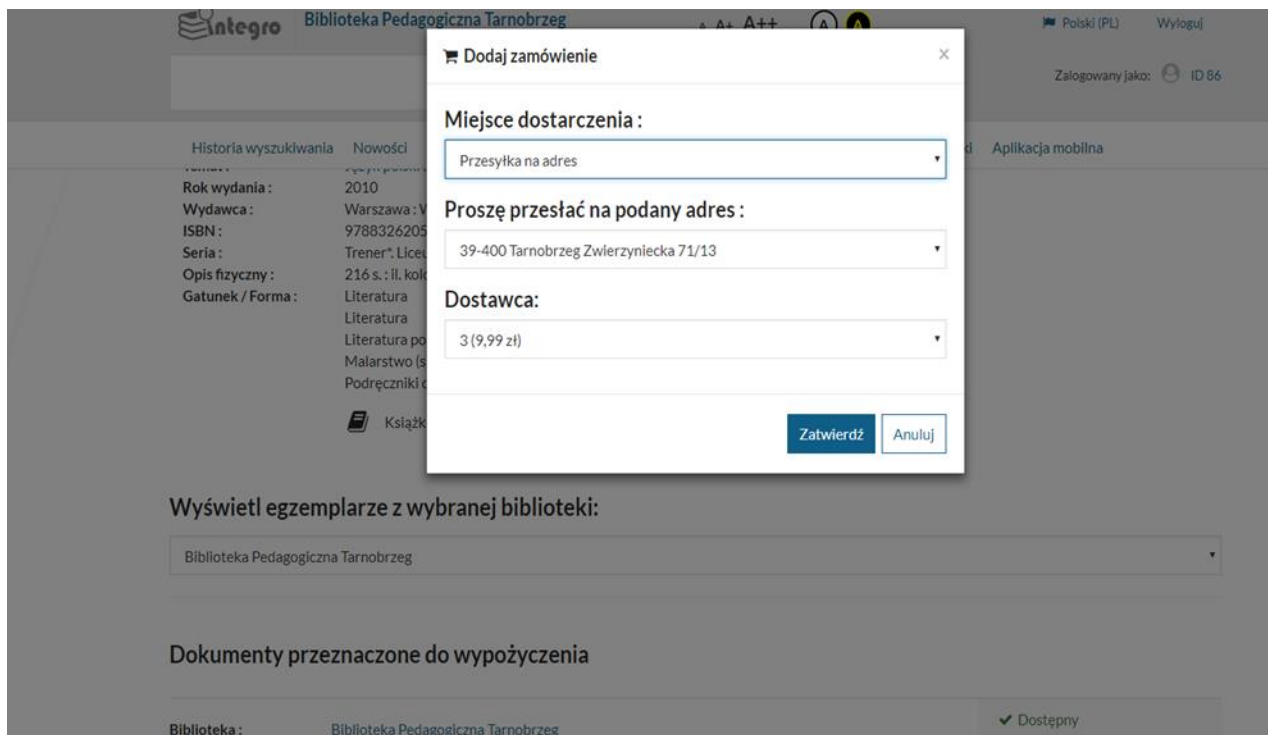 integro Biblioteka Pedagogiczna Tarnobrzeg A A+ A++ A A Polski (PL) Wyloguj
Dodaj zamówienie ×
Zalogowany jako: ID 86
Miejsce dostarczenia :
Historia wyszukiwania Nowości Aplikacja mobilna
Przesyłka na adres
Rok wydania : 2010
Wydawca : Warszawa :
Proszę przesłać na podany adres :
ISBN : 9788326205
Seria : Trener*.
39-400 Tarnobrzeg Zwierzyniecka 71/13
Opis fizyczny : 216 s. : il.
Gatunek / Forma : Literatura
Dostawca:
Literatura
Literatura
3 (9,99 zł)
Malarstwo
Podręczniki
Zatwierdź Anuluj
Wyświetl egzemplarze z wybranej biblioteki:
Biblioteka Pedagogiczna Tarnobrzeg
Dokumenty przeznaczone do wypożyczenia
Dostępny
Biblioteka : Biblioteka Pedagogiczna Tarnobrzeg